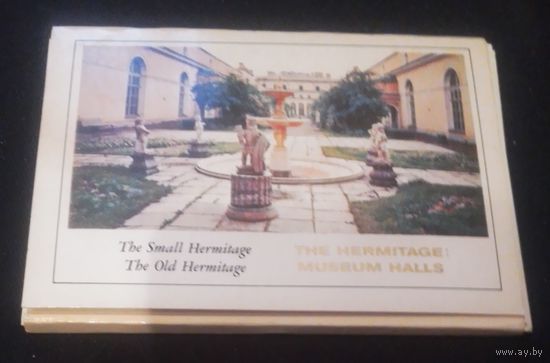 The Small Hermitage
The Old Hermitage
THE HERMITAGE:
MUSEUM HALLS
www.ay.by